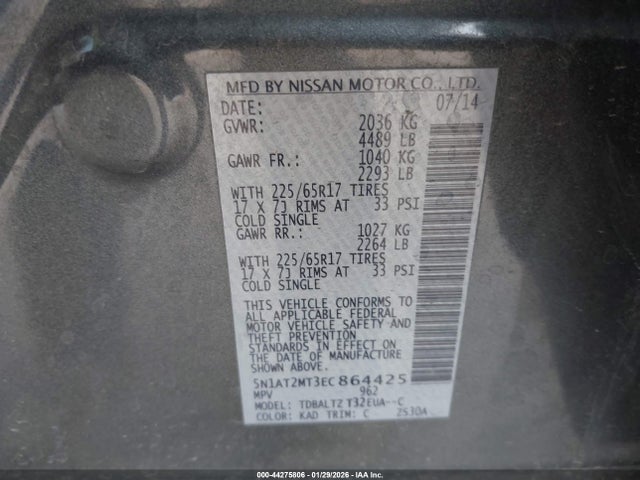 MFD BY NISSAN MOTOR CO., LTD.
DATE: 07/14
GVWR: 2036 KG
4489 LB
GAWR FR.: 1040 KG
2293 LB
WITH 225/65R17 TIRES
17 X 7J RIMS AT 33 PSI
COLD SINGLE
GAWR RR.: 1027 KG
2264 LB
WITH 225/65R17 TIRES
17 X 7J RIMS AT 33 PSI
COLD SINGLE
THIS VEHICLE CONFORMS TO
ALL APPLICABLE FEDERAL
MOTOR VEHICLE SAFETY AND
THEFT PREVENTION
STANDARDS IN EFFECT ON
THE DATE OF MANUFACTURE
SHOWN ABOVE.
5N1AT2MT3EC864425
MPV 962
MODEL: TDBALTZ T32EUA--C
COLOR: KAD TRIM: C 2530A
000-44275806 - 01/29/2026 - IAA Inc.